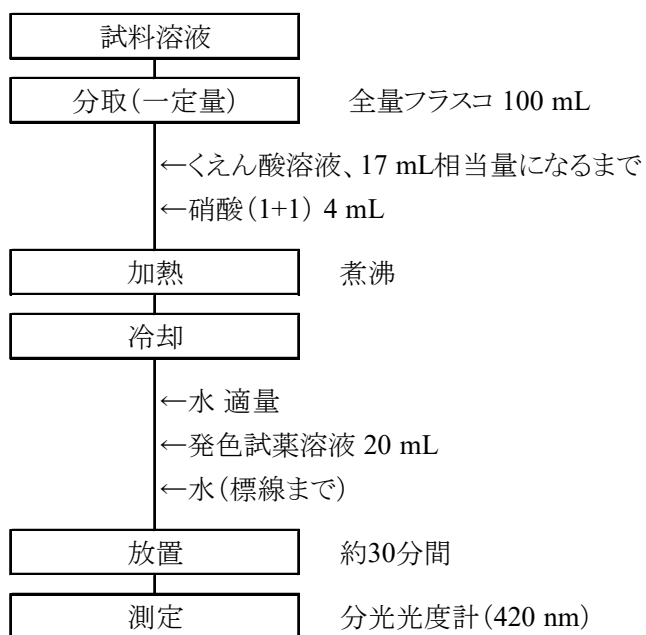 試料溶液
分取(一定量) 全量フラスコ 100 mL
←くえん酸溶液、17 mL相当量になるまで
←硝酸(1+1) 4 mL
加熱 煮沸
冷却
←水 適量
←発色試薬溶液 20 mL
←水(標線まで)
放置 約30分間
測定 分光光度計(420 nm)